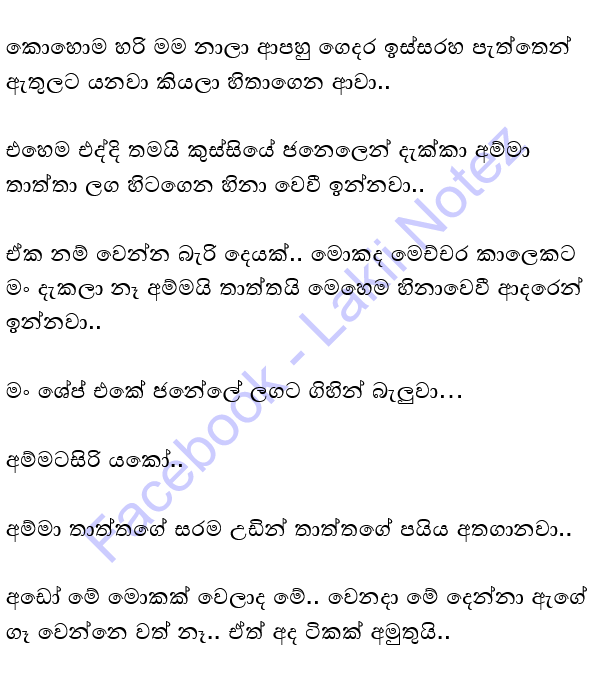 කොහොම හරි මම නාලා ආපහු ගෙදර ඉස්සරහ පැත්තෙන්
ඇතුලට යනවා කියලා හිතාගෙන ආවා..
එහෙම එද්දි තමයි කුස්සියේ ජනෙලෙන් දැක්කා අම්මා
තාත්තා ලග හිටගෙන හිනා වෙවී ඉන්නවා..
ඒක නම් වෙන්න බැරි දෙයක්.. මොකද මෙච්චර කාලෙකට
මං දැකලා නෑ අම්මයි තාත්තයි මෙහෙම හිනාවෙවී ආදරෙන්
ඉන්නවා..
මං ශේප් එකේ ජනේලේ ලගට ගිහින් බැලුවා...
අම්මටසිරි යකෝ..
අම්මා තාත්තගේ සරම උඩින් තාත්තගේ පයිය අතගානවා..
අඩෝ මේ මොකක් වෙලාද මේ.. වෙනදා මේ දෙන්නා ඇගේ
ගෑ වෙන්නෙ වත් නෑ.. ඒත් අද ටිකක් අමුතුයි..
Facebook - Lakii Notez